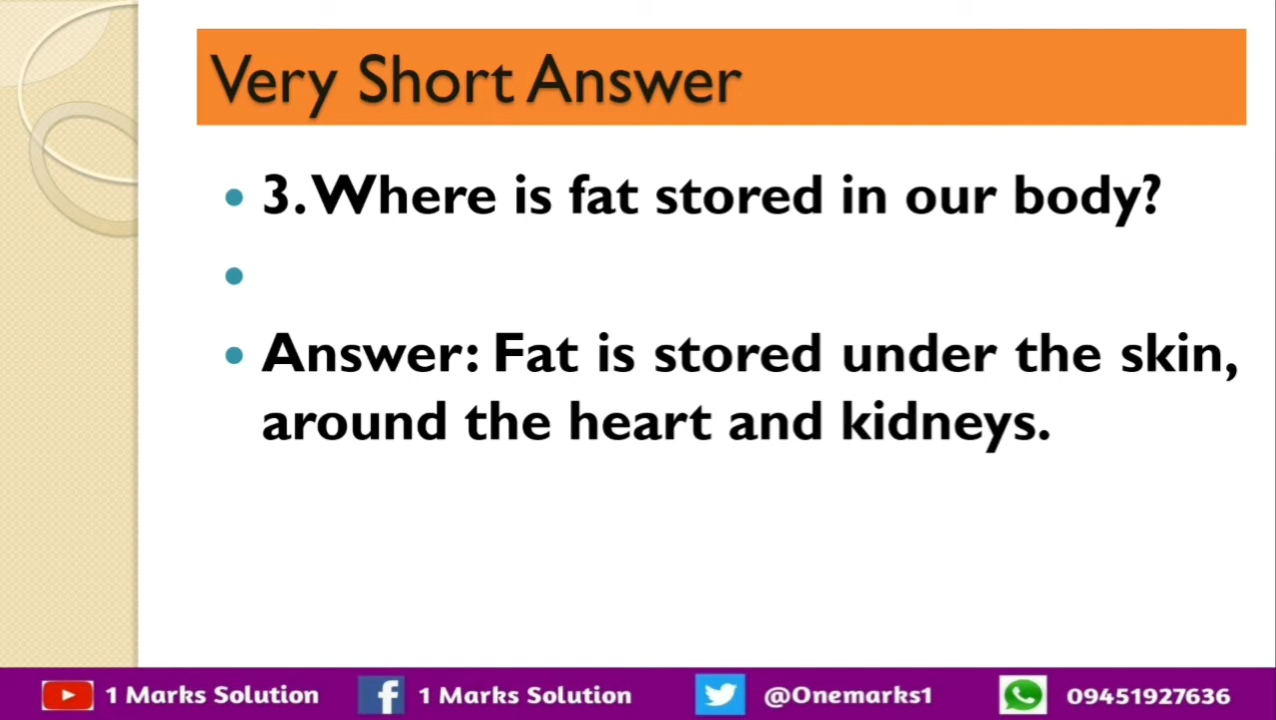 Very Short Answer
• 3. Where is fat stored in our body?
•
• Answer: Fat is stored under the skin,
around the heart and kidneys.
1 Marks Solution 1 Marks Solution @Onemarks1 09451927636